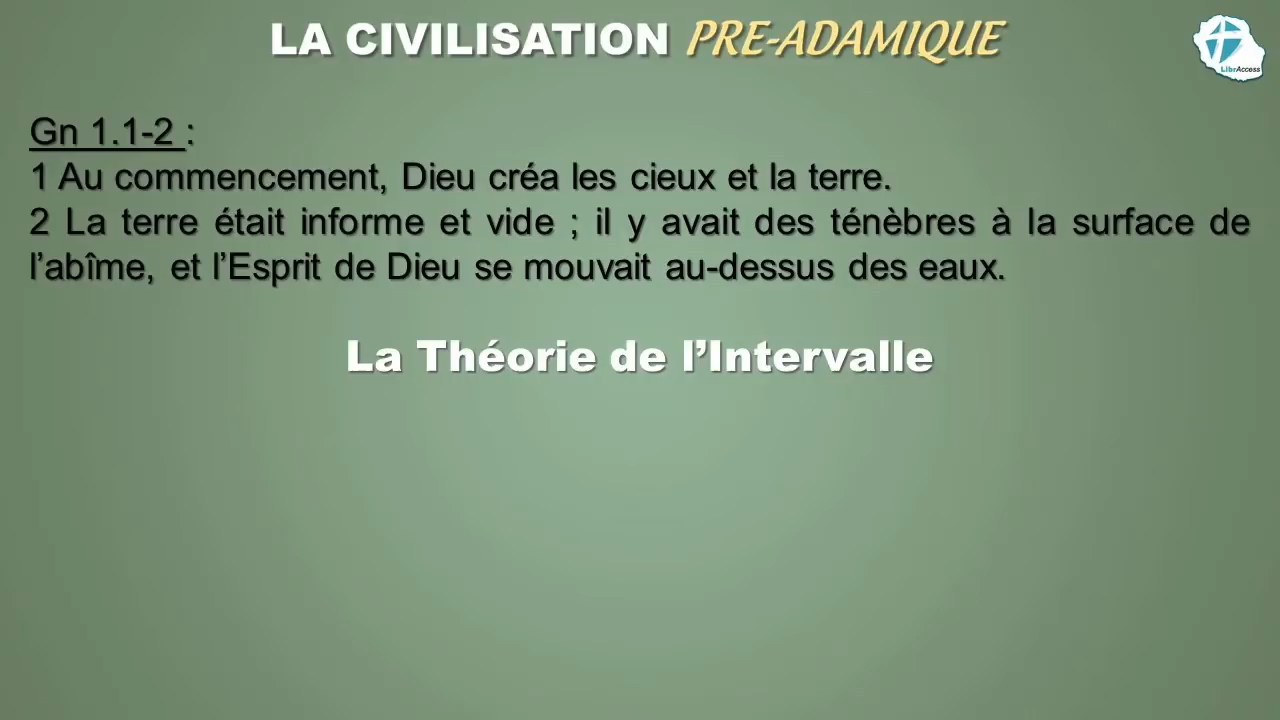 LA CIVILISATION PRE-ADAMIQUE
LibrAccess
Gn 1.1-2 :
1 Au commencement, Dieu créa les cieux et la terre.
2 La terre était informe et vide ; il y avait des ténèbres à la surface de
l’abîme, et l’Esprit de Dieu se mouvait au-dessus des eaux.
La Théorie de l’Intervalle